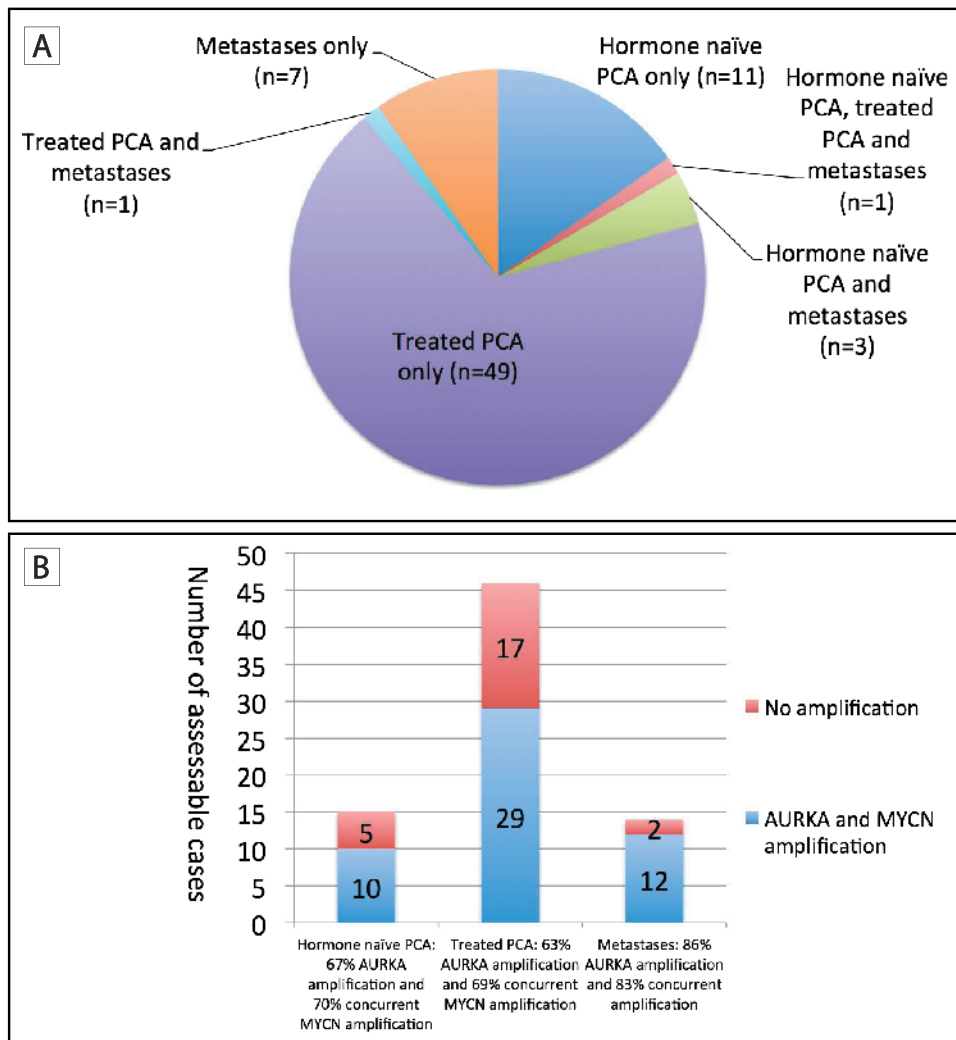 A
Metastases only
(n=7)
Hormone naïve
PCA only (n=11)
Hormone naïve
PCA, treated
PCA and
metastases
(n=1)
Treated PCA and
metastases
(n=1)
Hormone naïve
PCA and
metastases
(n=3)
Treated PCA
only (n=49)
B
Number of assessable cases
50
45
40
35
30
25
20
15
10
5
0
5
10
17
29
2
12
No amplification
AURKA and MYCN
amplification
Hormone naïve PCA:
67% AURKA
amplification and
70% concurrent
MYCN amplification
Treated PCA: 63%
AURKA amplification
and 69% concurrent
MYCN amplification
Metastases: 86%
AURKA amplification
and 83% concurrent
amplification